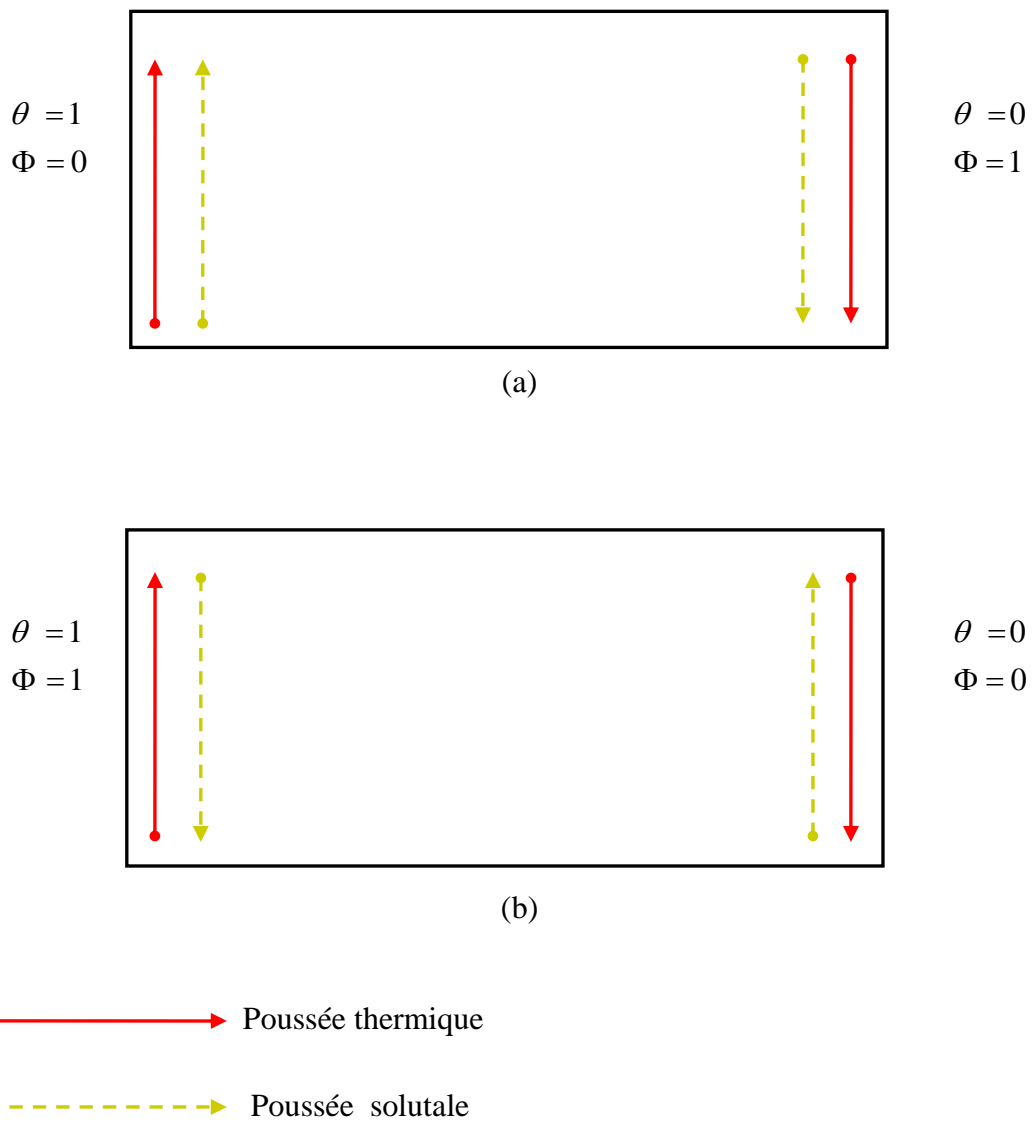 θ = 1
Φ = 0
θ = 0
Φ = 1
(a)
θ = 1
Φ = 1
θ = 0
Φ = 0
(b)
Poussée thermique
Poussée solutale